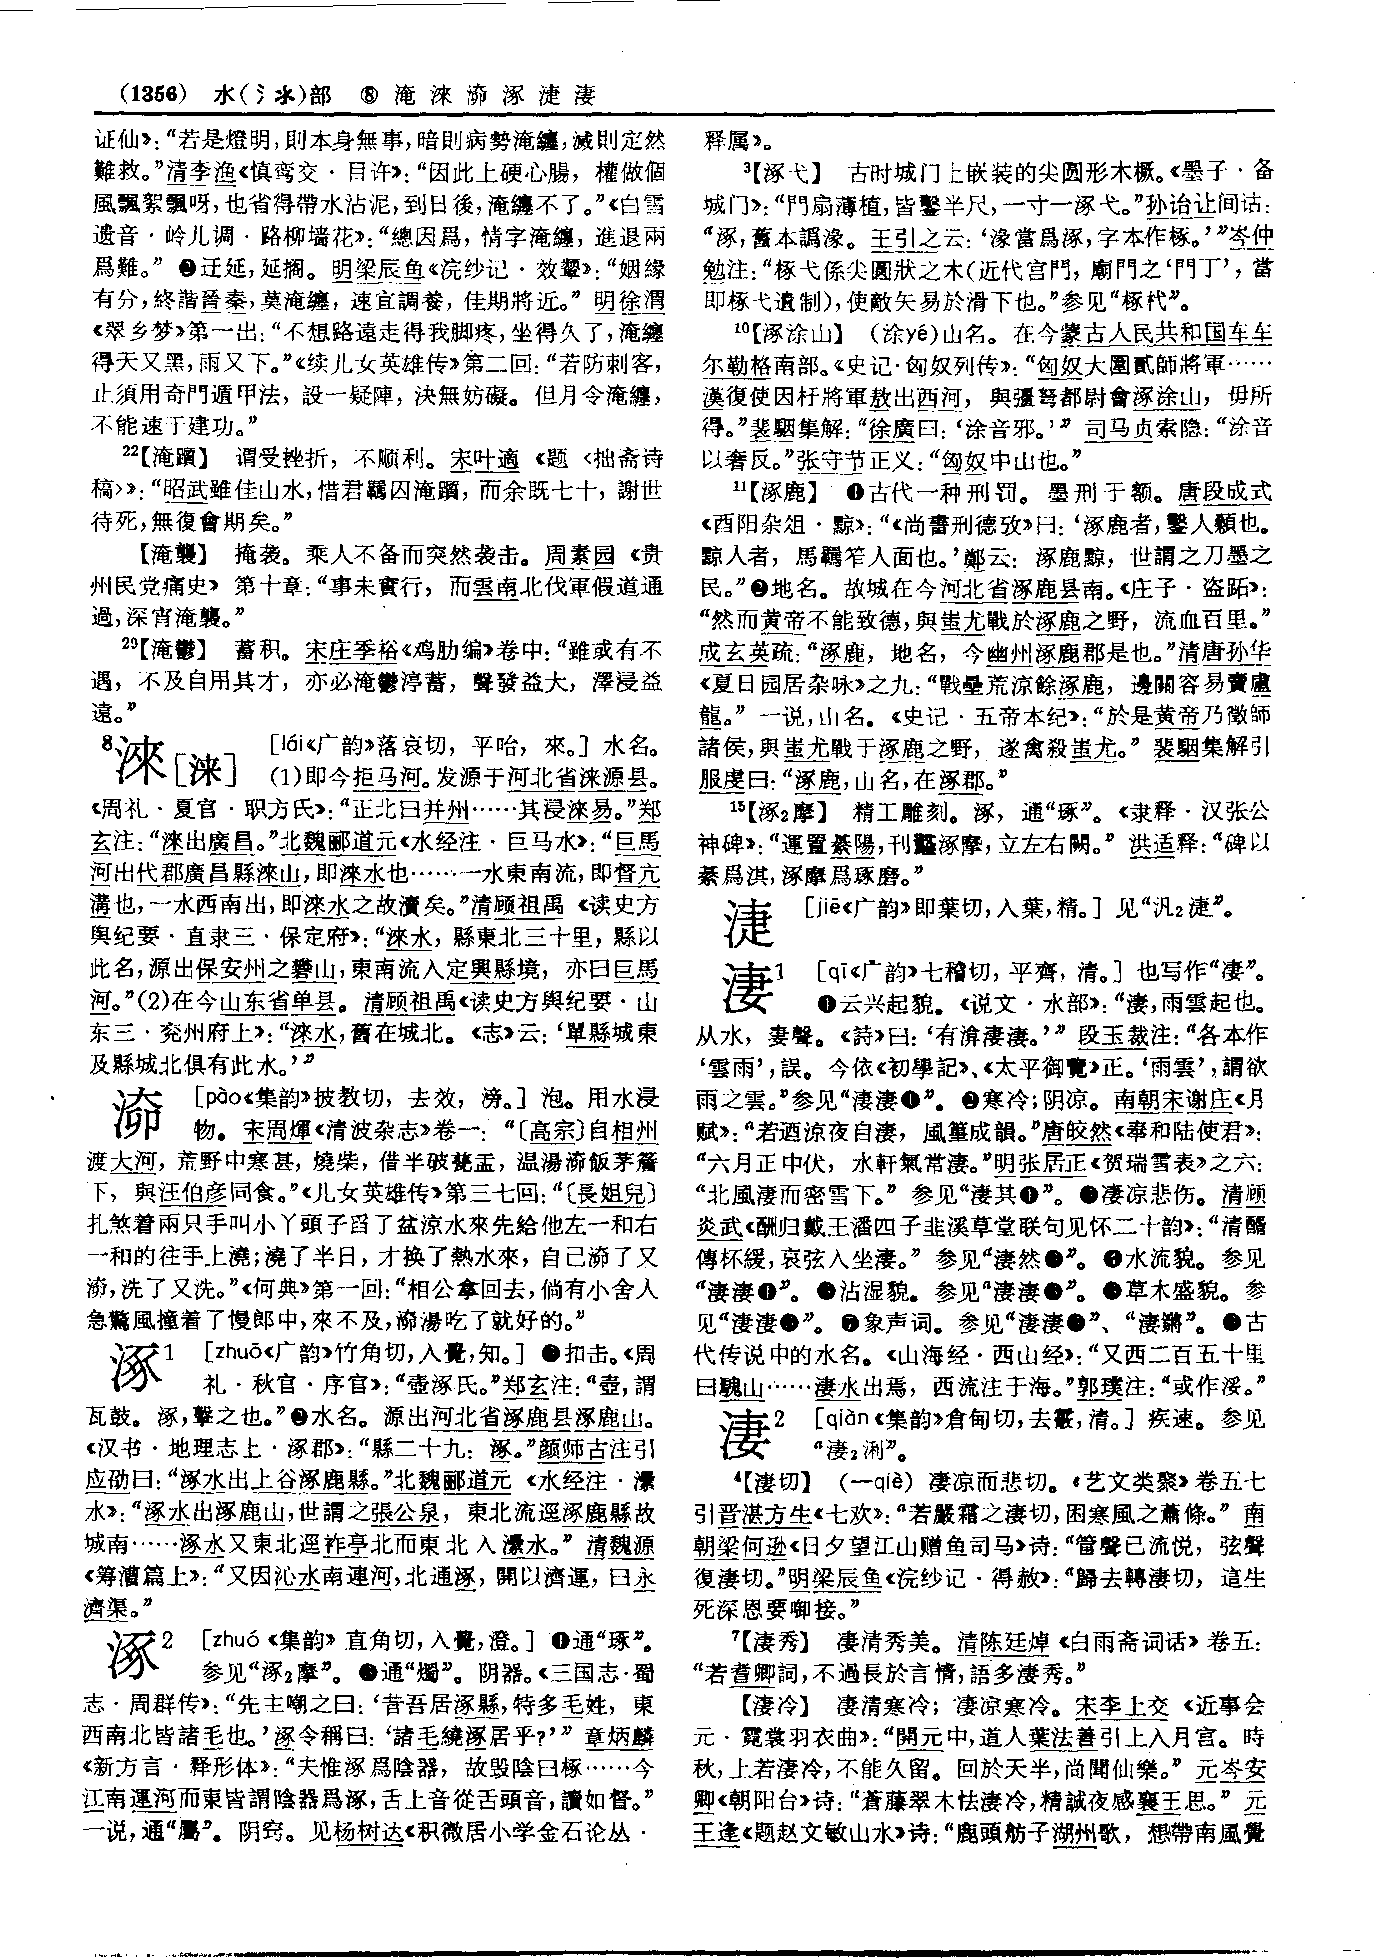 (1356) 水(氵氺)部 ⑧ 淹 淶 㴙 涿 淁 淒
证仙》：“若是燈明，則本身無事，暗則病勢淹纏，滅則定然
難救。”清李渔《慎鸾交·目许》：“因此上硬心腸，權做個
風飄絮飄呀，也省得帶水沾泥，到日後，淹纏不了。”《白雪
遗音·岭儿调·路柳墙花》：“總因爲，情字淹纏，進退兩
爲難。” ❷迁延，延搁。明梁辰鱼《浣纱记·效颦》：“姻緣
有分，終諧晉秦，莫淹纏，速宜調養，佳期將近。” 明徐渭
《翠乡梦》第一出：“不想路遠走得我脚疼，坐得久了，淹纏
得天又黑，雨又下。”《续儿女英雄传》第二回：“若防刺客，
止須用奇門遁甲法，設一疑陣，決無妨礙。但月令淹纏，
不能速于建功。”
22【淹躓】 谓受挫折，不顺利。宋叶適《题〈拙斋诗
稿〉》：“昭武雖佳山水，惜君羈囚淹躓，而余既七十，謝世
待死，無復會期矣。”
【淹襲】 掩袭。乘人不备而突然袭击。周素园《贵
州民党痛史》第十章：“事未實行，而雲南北伐軍假道通
過，深宵淹襲。”
29【淹鬱】 蓄积。宋庄季裕《鸡肋编》卷中：“雖或有不
遇，不及自用其才，亦必淹鬱渟蓄，聲發益大，澤浸益
遠。”
8淶[涞] [lái《广韵》落哀切，平咍，來。] 水名。
(1)即今拒马河。发源于河北省涞源县。
《周礼·夏官·职方氏》：“正北曰并州……其浸淶易。”郑
玄注：“淶出廣昌。”北魏郦道元《水经注·巨马水》：“巨馬
河出代郡廣昌縣淶山，即淶水也……一水東南流，即督亢
溝也，一水西南出，即淶水之故瀆矣。”清顾祖禹《读史方
舆纪要·直隶三·保定府》：“淶水，縣東北三十里，縣以
此名，源出保安州之礬山，東南流入定興縣境，亦曰巨馬
河。”(2)在今山东省单县。清顾祖禹《读史方舆纪要·山
东三·兖州府上》：“淶水，舊在城北。《志》云：‘單縣城東
及縣城北俱有此水。’”
㴙 [pào《集韵》披教切，去效，滂。] 泡。用水浸
物。宋周煇《清波杂志》卷一：“〔高宗〕自相州
渡大河，荒野中寒甚，燒柴，借半破甆盂，温湯㴙飯茅簷
下，與汪伯彦同食。”《儿女英雄传》第三七回：“〔長姐兒〕
扎煞着兩只手叫小丫頭子舀了盆涼水來先給他左一和右
一和的往手上澆；澆了半日，才换了熱水來，自己㴙了又
㴙，洗了又洗。”《何典》第一回：“相公拿回去，倘有小舍人
急驚風撞着了慢郎中，來不及，㴙湯吃了就好的。”
涿1 [zhuō《广韵》竹角切，入覺，知。] ❶扣击。《周
礼·秋官·序官》：“壺涿氏。”郑玄注：“壺，謂
瓦鼓。涿，擊之也。”❷水名。源出河北省涿鹿县涿鹿山。
《汉书·地理志上·涿郡》：“縣二十九：涿。”颜师古注引
应劭曰：“涿水出上谷涿鹿縣。”北魏郦道元《水经注·㶟
水》：“涿水出涿鹿山，世謂之張公泉，東北流逕涿鹿縣故
城南……涿水又東北逕祚亭北而東北入㶟水。” 清魏源
《筹漕篇上》：“又因沁水南連河，北通涿，開以濟運，曰永
濟渠。”
涿2 [zhuó《集韵》直角切，入覺，澄。] ❶通“琢”。
参见“涿2摩”。❷通“斀”。阴器。《三国志·蜀
志·周群传》：“先主嘲之曰：‘昔吾居涿縣，特多毛姓，東
西南北皆諸毛也。’涿令稱曰：‘諸毛繞涿居乎？’” 章炳麟
《新方言·释形体》：“夫惟涿爲陰器，故毁陰曰椓……今
江南運河而東皆謂陰器爲涿，舌上音從舌頭音，讀如督。”
一说，通“㞘”。阴窍。见杨树达《积微居小学金石论丛·
释属》。
3【涿弋】 古时城门上嵌装的尖圆形木橛。《墨子·备
城门》：“門扇薄植，皆鑿半尺，一寸一涿弋。”孙诒让间诂：
“涿，舊本譌湪。王引之云：‘湪當爲涿，字本作椓。’”岑仲
勉注：“椓弋係尖圓狀之木（近代宫門，廟門之‘門丁’，當
即椓弋遺制），使敵矢易於滑下也。”参见“椓杙”。
10【涿涂山】 （涂yé）山名。在今蒙古人民共和国车车
尔勒格南部。《史记·匈奴列传》：“匈奴大圍貳師將軍……
漢復使因杅將軍敖出西河，與彊弩都尉會涿涂山，毋所
得。”裴駰集解：“徐廣曰：‘涂音邪。’” 司马贞索隐：“涂音
以奢反。”张守节正义：“匈奴中山也。”
11【涿鹿】 ❶古代一种刑罚。墨刑于额。唐段成式
《酉阳杂俎·黥》：“《尚書刑德攷》曰：‘涿鹿者，鑿人顙也。
黥人者，馬羈笮人面也。’鄭云：涿鹿黥，世謂之刀墨之
民。”❷地名。故城在今河北省涿鹿县南。《庄子·盗跖》：
“然而黄帝不能致德，與蚩尤戰於涿鹿之野，流血百里。”
成玄英疏：“涿鹿，地名，今幽州涿鹿郡是也。”清唐孙华
《夏日园居杂咏》之九：“戰壘荒涼餘涿鹿，邊關容易賣盧
龍。” 一说，山名。《史记·五帝本纪》：“於是黄帝乃徵師
諸侯，與蚩尤戰于涿鹿之野，遂禽殺蚩尤。” 裴駰集解引
服虔曰：“涿鹿，山名，在涿郡。”
15【涿2摩】 精工雕刻。涿，通“琢”。《隶释·汉张公
神碑》：“運置綦陽，刊鑿涿摩，立左右闕。” 洪适释：“碑以
綦爲淇，涿摩爲琢磨。”
淁 [jiē《广韵》即葉切，入葉，精。] 见“汎2淁”。
淒1 [qī《广韵》七稽切，平齊，清。] 也写作“凄”。
❶云兴起貌。《说文·水部》：“淒，雨雲起也。
从水，妻聲。《詩》曰：‘有渰淒淒。’” 段玉裁注：“各本作
‘雲雨’，誤。今依《初學記》、《太平御覽》正。‘雨雲’，謂欲
雨之雲。”参见“淒淒❶”。❷寒冷；阴凉。南朝宋谢庄《月
赋》：“若迺涼夜自淒，風篁成韻。”唐皎然《奉和陆使君》：
“六月正中伏，水軒氣常淒。”明张居正《贺瑞雪表》之六：
“北風淒而密雪下。” 参见“淒其❶”。❸凄凉悲伤。清顾
炎武《酬归戴王潘四子韭溪草堂联句见怀二十韵》：“清醑
傳杯緩，哀弦入坐淒。” 参见“淒然❷”。❹水流貌。参见
“淒淒❶”。❺沾湿貌。参见“淒淒❺”。❻草木盛貌。参
见“淒淒❻”。❼象声词。参见“淒淒❼”、“淒鏘”。❽古
代传说中的水名。《山海经·西山经》：“又西二百五十里
曰騩山……淒水出焉，西流注于海。”郭璞注：“或作浽。”
淒2 [qiàn《集韵》倉甸切，去霰，清。] 疾速。参见
“淒2浰”。
4【淒切】 （—qiè）凄凉而悲切。《艺文类聚》卷五七
引晋湛方生《七欢》：“若嚴霜之淒切，困寒風之蕭條。” 南
朝梁何逊《日夕望江山赠鱼司马》诗：“管聲已流悦，弦聲
復淒切。”明梁辰鱼《浣纱记·得赦》：“歸去轉淒切，這生
死深恩要啣接。”
7【淒秀】 凄清秀美。清陈廷焯《白雨斋词话》卷五：
“若耆卿詞，不過長於言情，語多淒秀。”
【淒冷】 凄清寒冷；凄凉寒冷。宋李上交《近事会
元·霓裳羽衣曲》：“開元中，道人葉法善引上入月宫。時
秋，上若淒冷，不能久留。回於天半，尚聞仙樂。” 元岑安
卿《朝阳台》诗：“蒼藤翠木怯淒冷，精誠夜感襄王思。” 元
王逢《题赵文敏山水》诗：“鹿頭舫子湖州歌，想帶南風覺